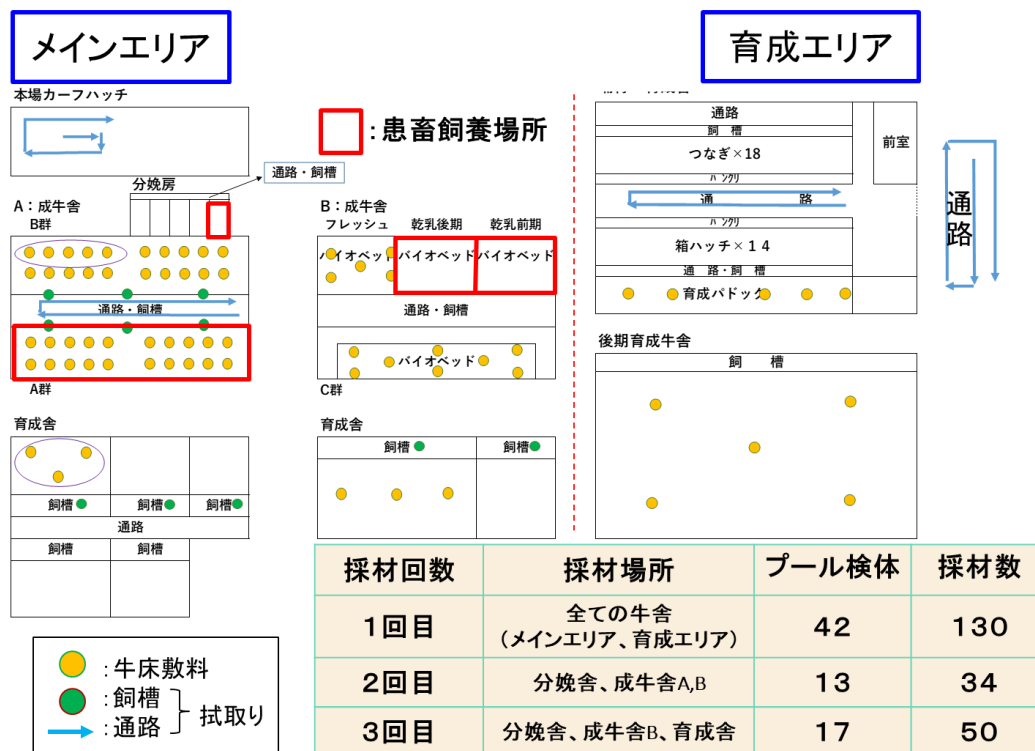 メインエリア
育成エリア
本場カーフハッチ
:患畜飼養場所
分娩房
通路・飼槽
A:成牛舎
B群
通路・飼槽
A群
B:成牛舎
フレッシュ
乾乳後期
乾乳前期
バイオベッド
バイオベッド
バイオベッド
通路・飼槽
バイオベッド
C群
育成舎
飼槽
飼槽
飼槽
通路
飼槽
飼槽
育成舎
飼槽
飼槽
通路
飼 槽
つなぎ×18
通 路
箱ハッチ×14
通 路・飼 槽
育成パドック
前室
通路
後期育成牛舎
飼 槽
:牛床敷料
:飼槽
:通路
拭取り
採材回数 採材場所 プール検体 採材数
1回目 全ての牛舎
(メインエリア、育成エリア) 42 130
2回目 分娩舎、成牛舎A,B 13 34
3回目 分娩舎、成牛舎B、育成舎 17 50